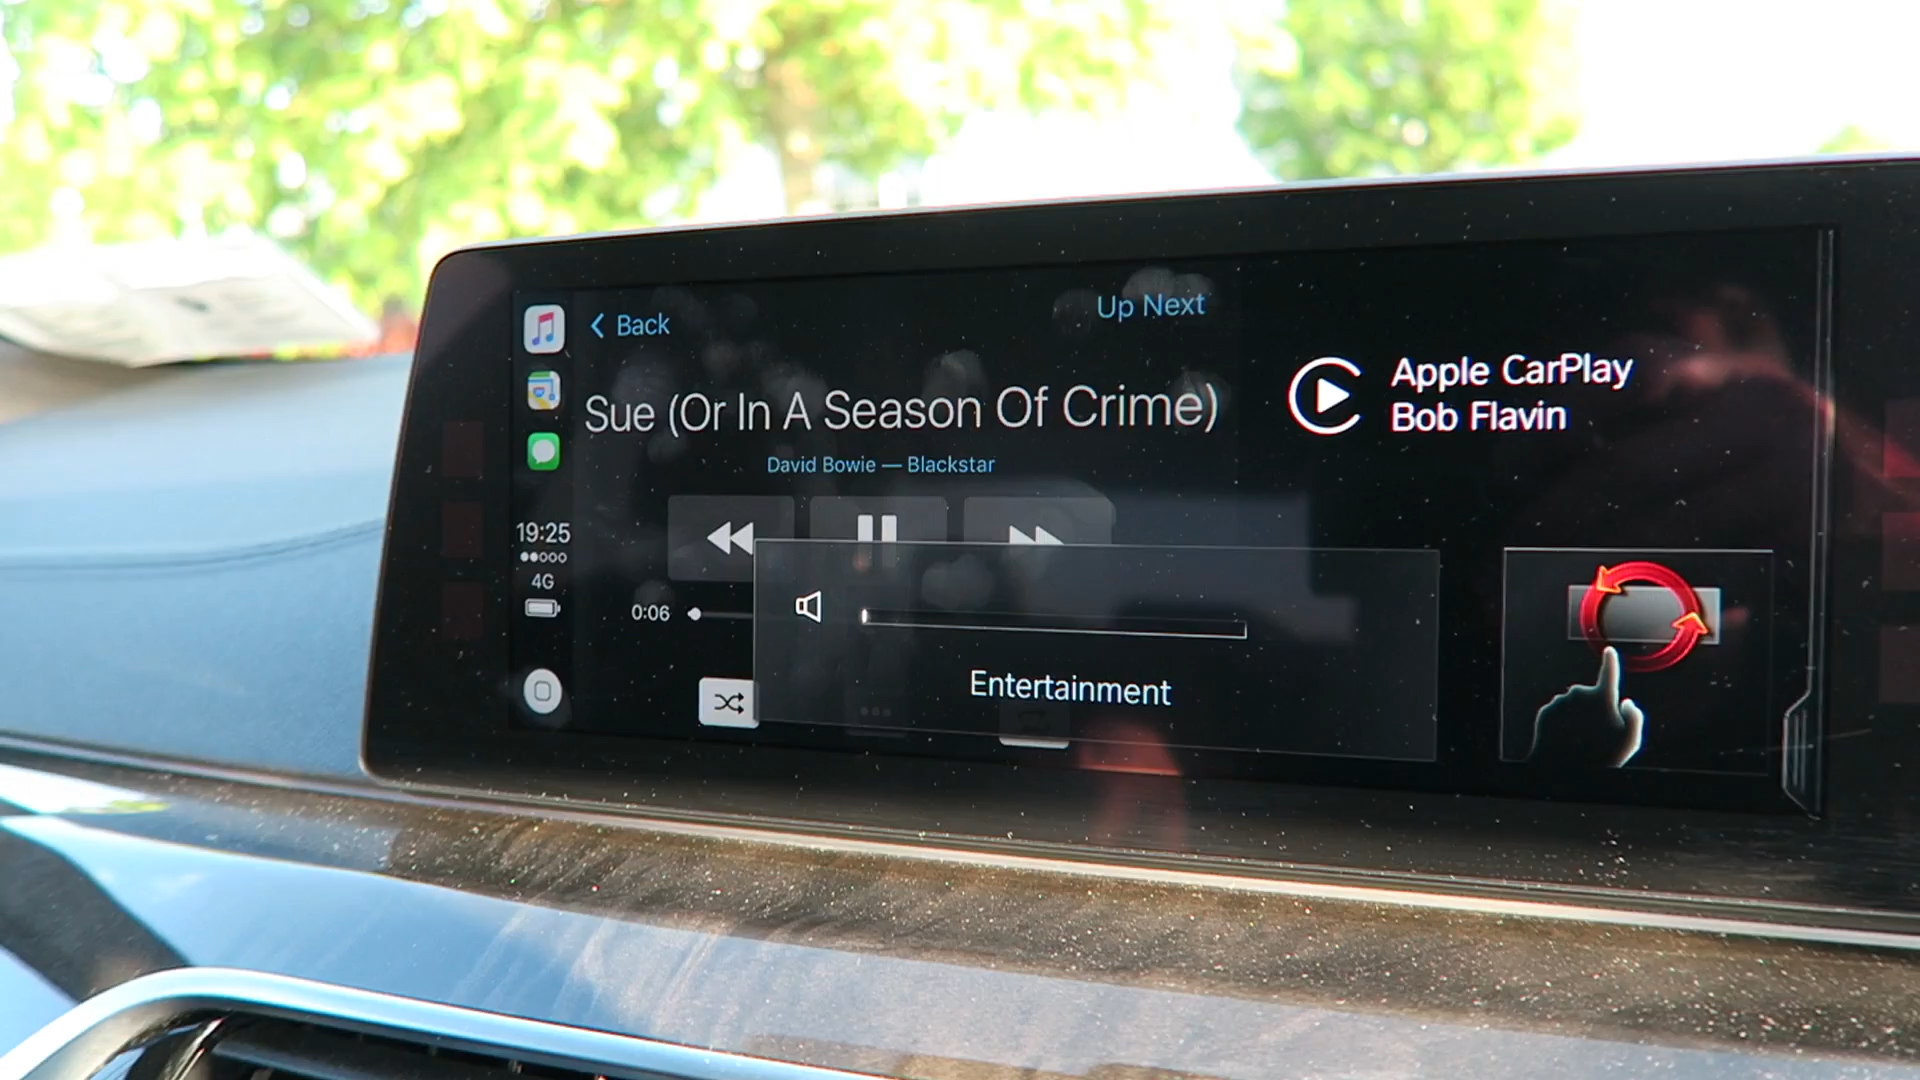 Back
Up Next
Sue (Or In A Season Of Crime)
David Bowie — Blackstar
Apple CarPlay
Bob Flavin
19:25
4G
0:06
Entertainment